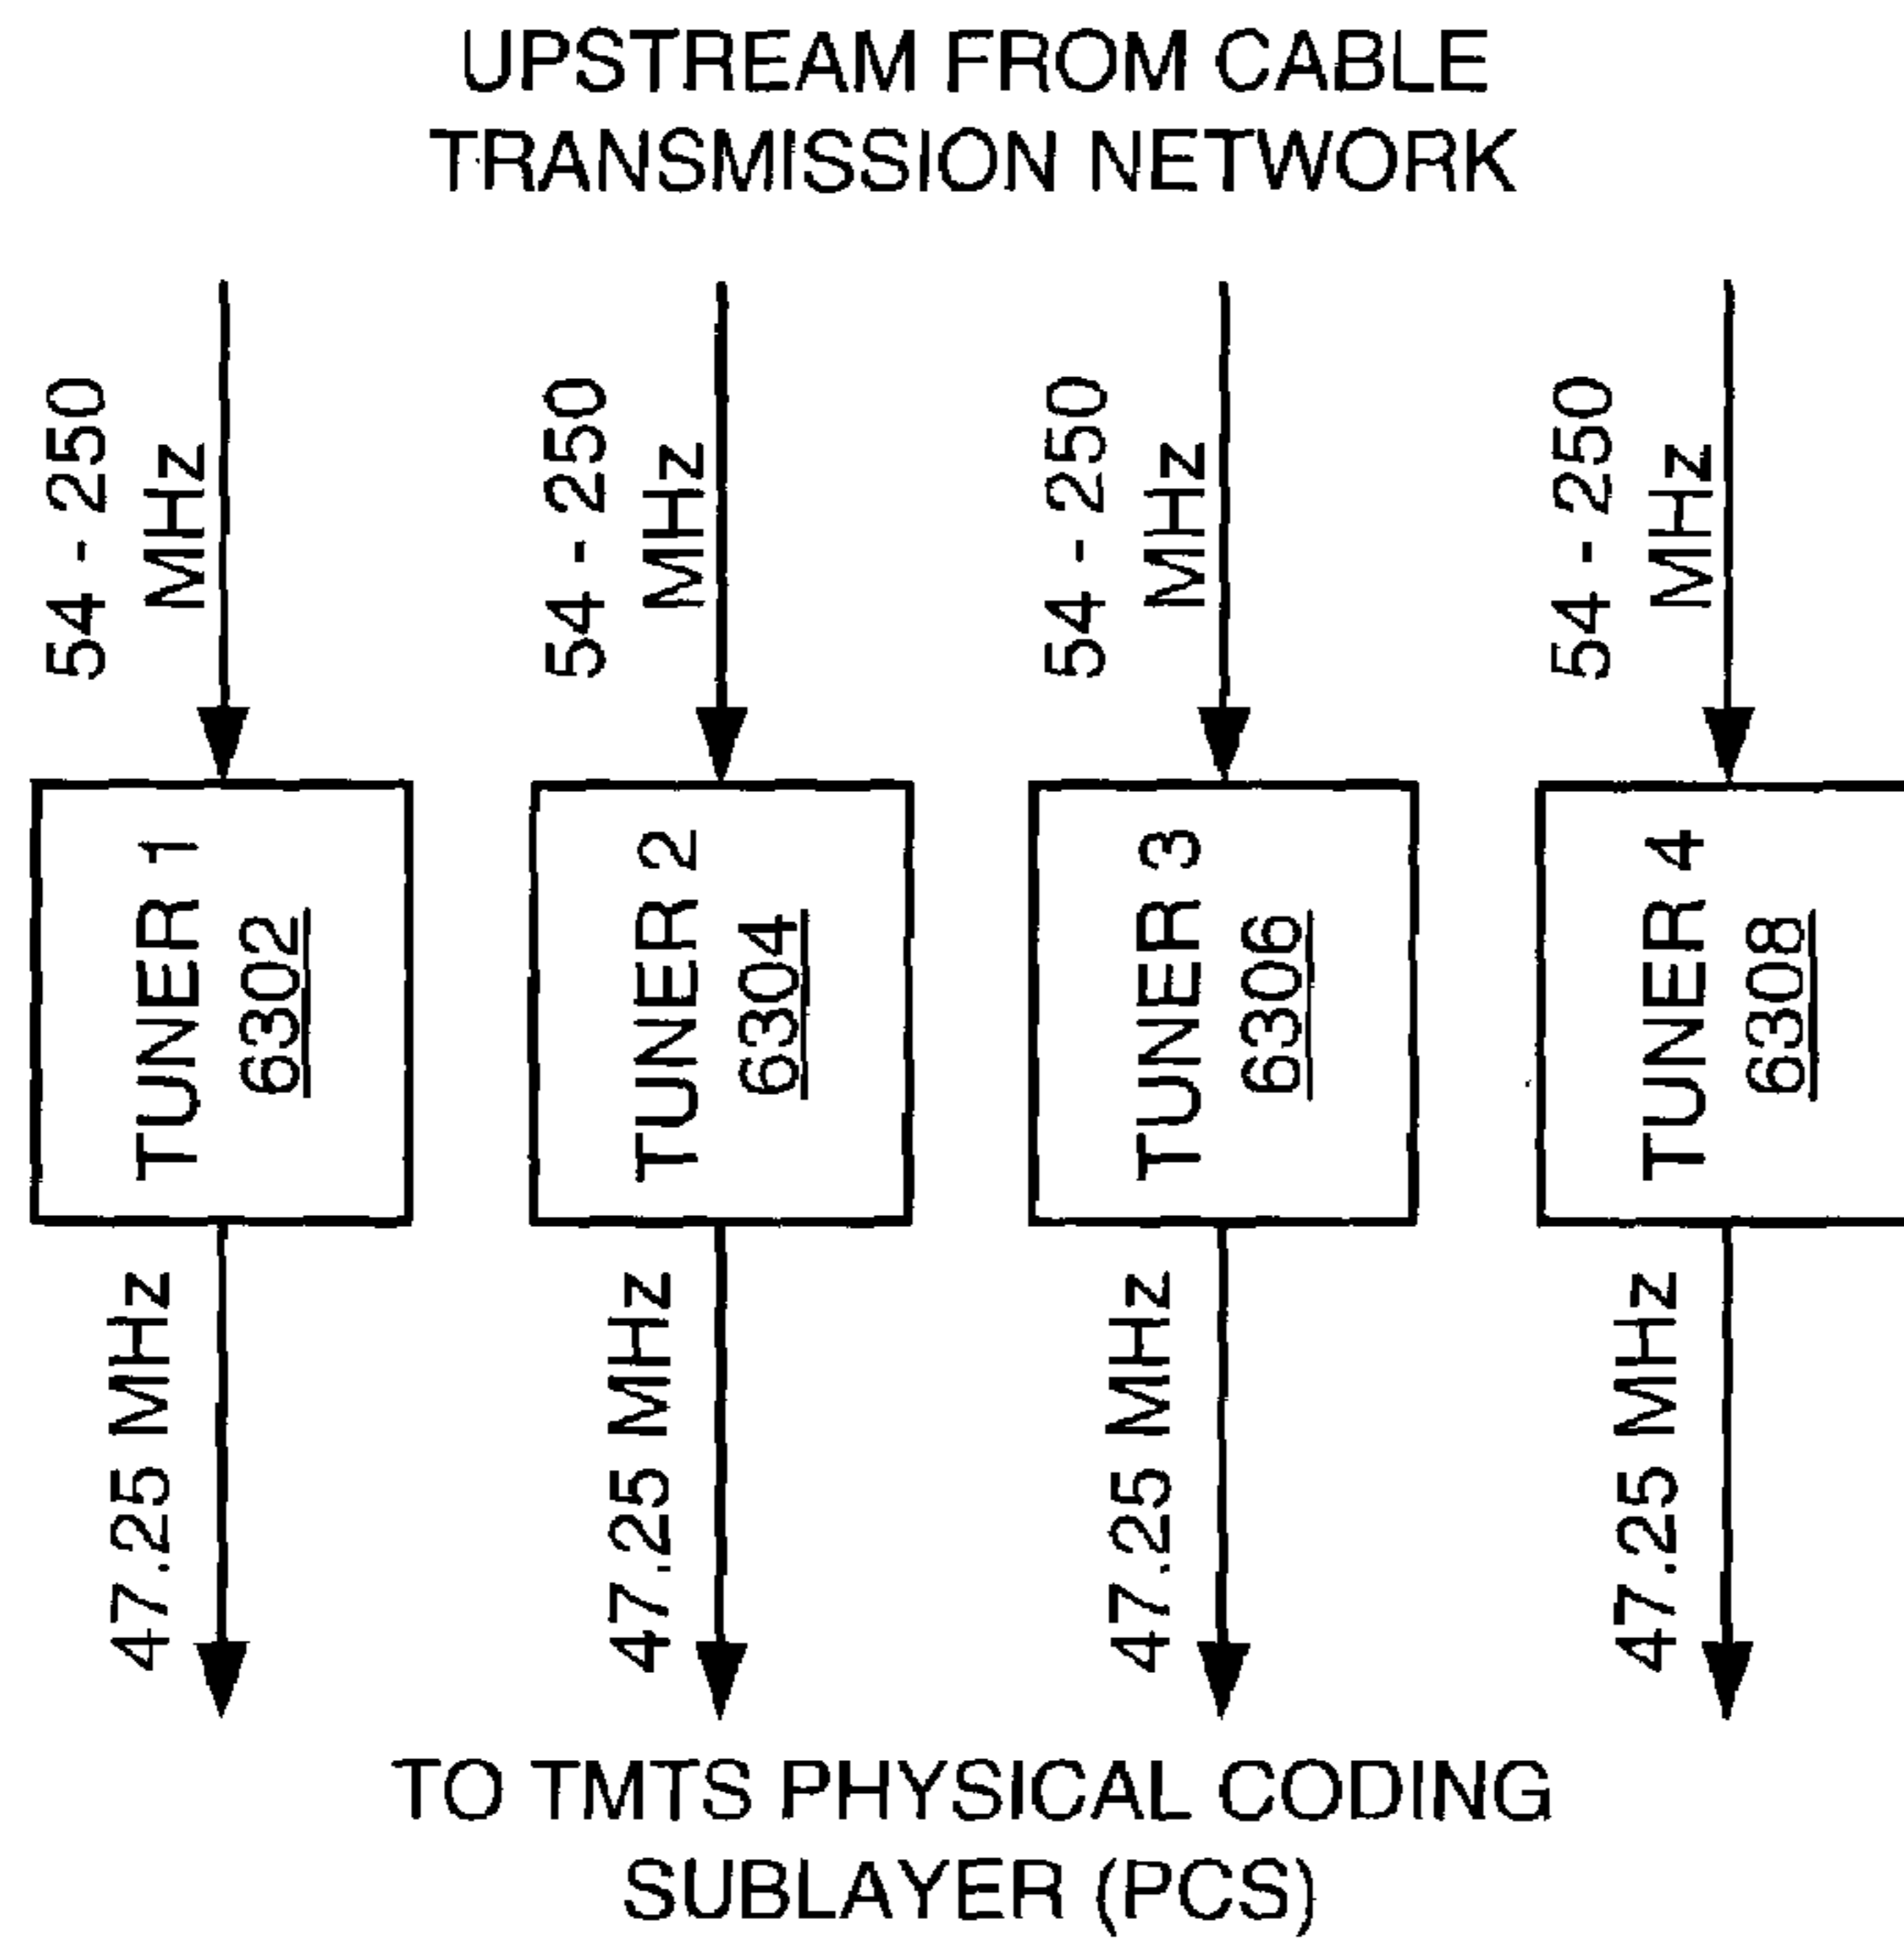 UPSTREAM FROM CABLE
TRANSMISSION NETWORK
54 - 250
MHz
54 - 250
MHz
54 - 250
MHz
54 - 250
MHz
TUNER 1
6302
TUNER 2
6304
TUNER 3
6306
TUNER 4
6308
47.25 MHz
47.25 MHz
47.25 MHz
47.25 MHz
TO TMTS PHYSICAL CODING
SUBLAYER (PCS)